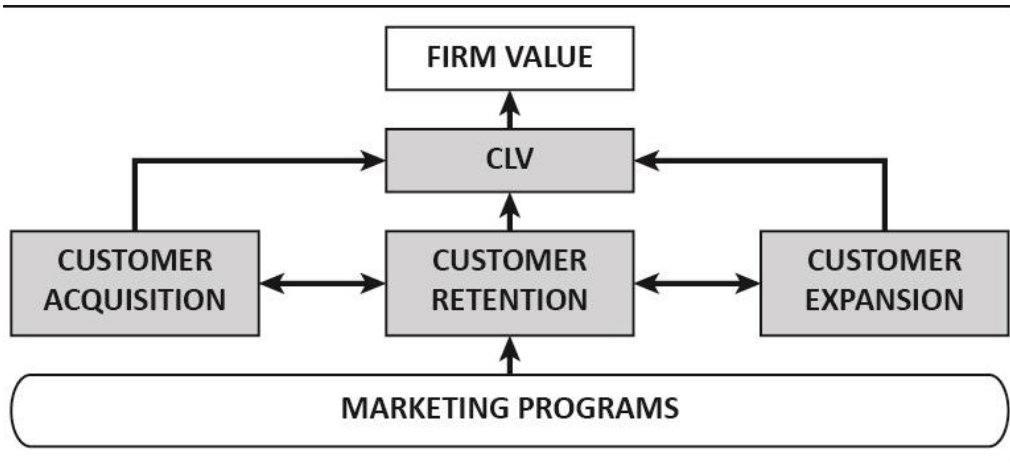 FIRM VALUE
CLV
CUSTOMER
ACQUISITION
CUSTOMER
RETENTION
CUSTOMER
EXPANSION
MARKETING PROGRAMS